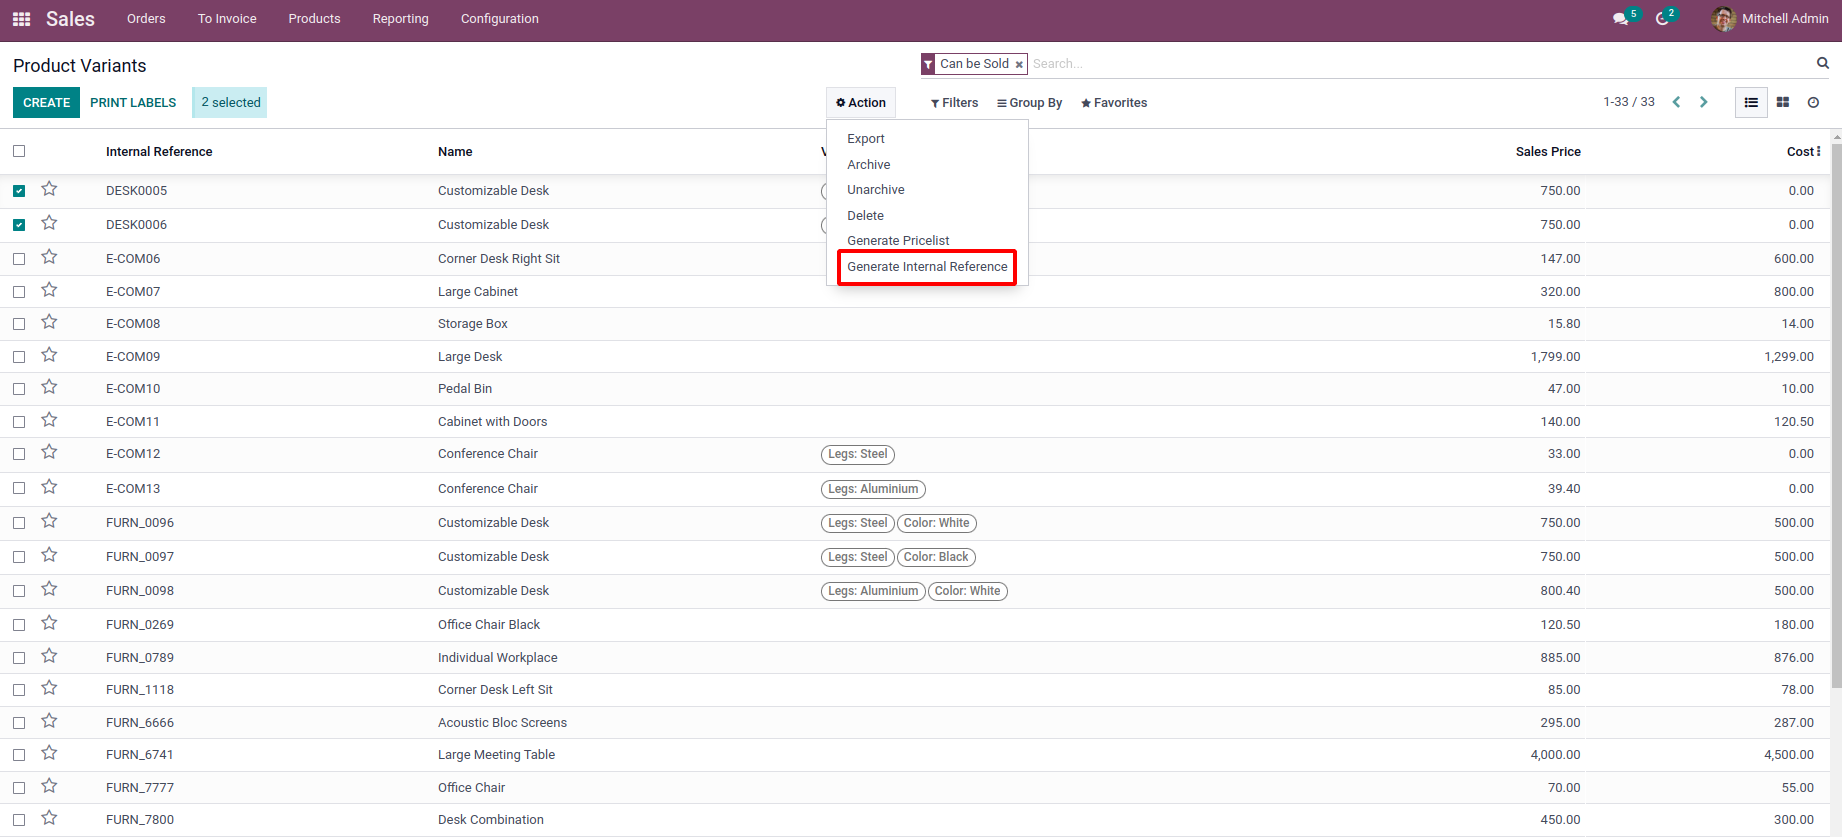 Sales Orders To Invoice Products Reporting Configuration 5 2 Mitchell Admin
Product Variants
Can be Sold × Search...
CREATE PRINT LABELS 2 selected Action Filters Group By Favorites 1-33 / 33
Export
Archive
Unarchive
Delete
Generate Pricelist
Generate Internal Reference
Internal Reference Name Sales Price Cost
DESK0005 Customizable Desk 750.00 0.00
DESK0006 Customizable Desk 750.00 0.00
E-COM06 Corner Desk Right Sit 147.00 600.00
E-COM07 Large Cabinet 320.00 800.00
E-COM08 Storage Box 15.80 14.00
E-COM09 Large Desk 1,799.00 1,299.00
E-COM10 Pedal Bin 47.00 10.00
E-COM11 Cabinet with Doors 140.00 120.50
E-COM12 Conference Chair Legs: Steel 33.00 0.00
E-COM13 Conference Chair Legs: Aluminium 39.40 0.00
FURN_0096 Customizable Desk Legs: Steel Color: White 750.00 500.00
FURN_0097 Customizable Desk Legs: Steel Color: Black 750.00 500.00
FURN_0098 Customizable Desk Legs: Aluminium Color: White 800.40 500.00
FURN_0269 Office Chair Black 120.50 180.00
FURN_0789 Individual Workplace 885.00 876.00
FURN_1118 Corner Desk Left Sit 85.00 78.00
FURN_6666 Acoustic Bloc Screens 295.00 287.00
FURN_6741 Large Meeting Table 4,000.00 4,500.00
FURN_7777 Office Chair 70.00 55.00
FURN_7800 Desk Combination 450.00 300.00